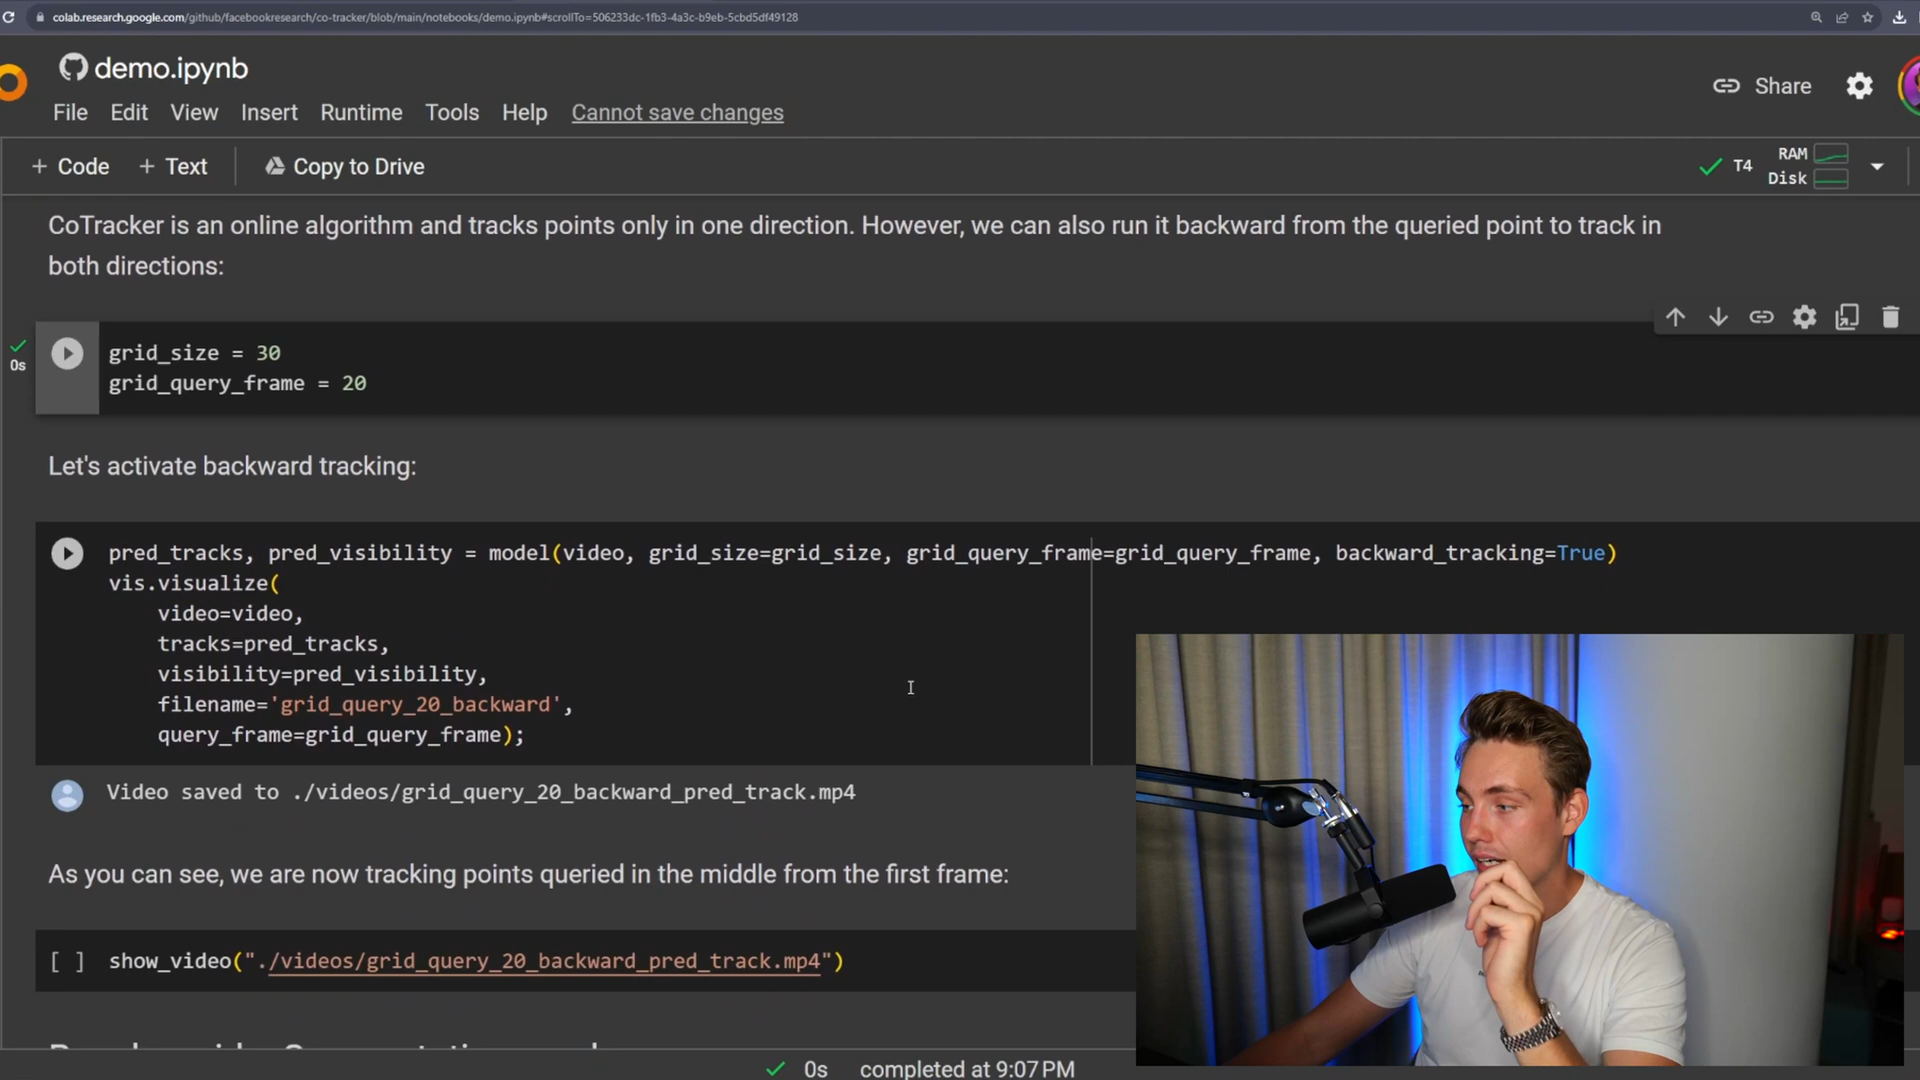 colab.research.google.com/github/facebookresearch/co-tracker/blob/main/notebooks/demo.ipynb#scrollTo=506233dc-1fb3-4a3c-b9eb-5cbd5df49128
demo.ipynb
Share
File Edit View Insert Runtime Tools Help Cannot save changes
+ Code + Text Copy to Drive
T4 RAM
Disk
CoTracker is an online algorithm and tracks points only in one direction. However, we can also run it backward from the queried point to track in
both directions:
0s
grid_size = 30
grid_query_frame = 20
Let's activate backward tracking:
pred_tracks, pred_visibility = model(video, grid_size=grid_size, grid_query_frame=grid_query_frame, backward_tracking=True)
vis.visualize(
video=video,
tracks=pred_tracks,
visibility=pred_visibility,
filename='grid_query_20_backward',
query_frame=grid_query_frame);
Video saved to ./videos/grid_query_20_backward_pred_track.mp4
As you can see, we are now tracking points queried in the middle from the first frame:
[ ] show_video("./videos/grid_query_20_backward_pred_track.mp4")
0s completed at 9:07 PM